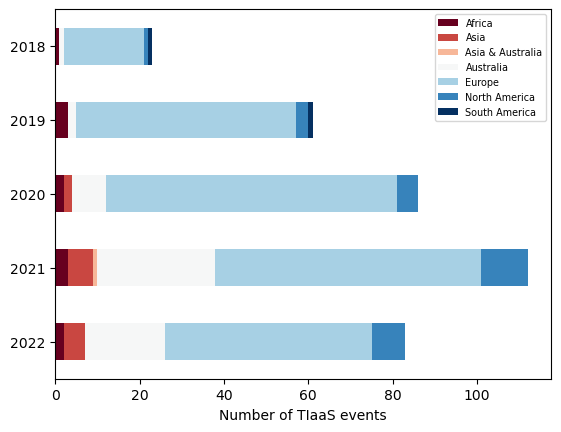 Africa
Asia
Asia & Australia
Australia
Europe
North America
South America
2018
2019
2020
2021
2022
0 20 40 60 80 100
Number of TIaaS events